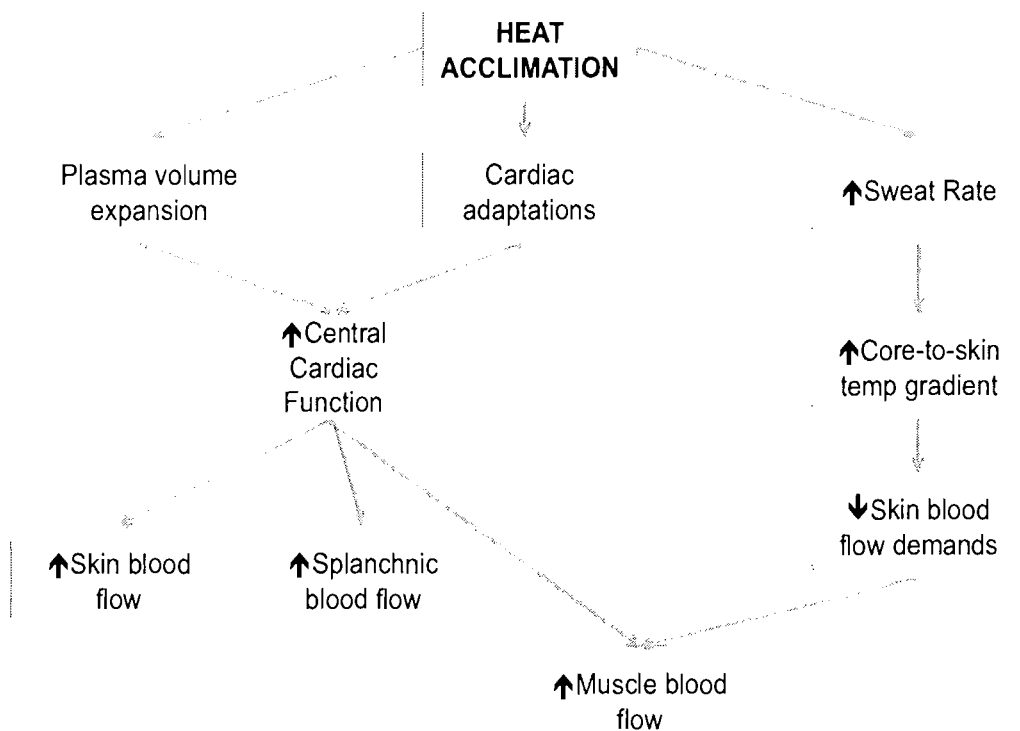 HEAT
ACCLIMATION
Plasma volume
expansion
Cardiac
adaptations
↑Sweat Rate
↑Central
Cardiac
Function
↑Core-to-skin
temp gradient
↓Skin blood
flow demands
↑Skin blood
flow
↑Splanchnic
blood flow
↑Muscle blood
flow